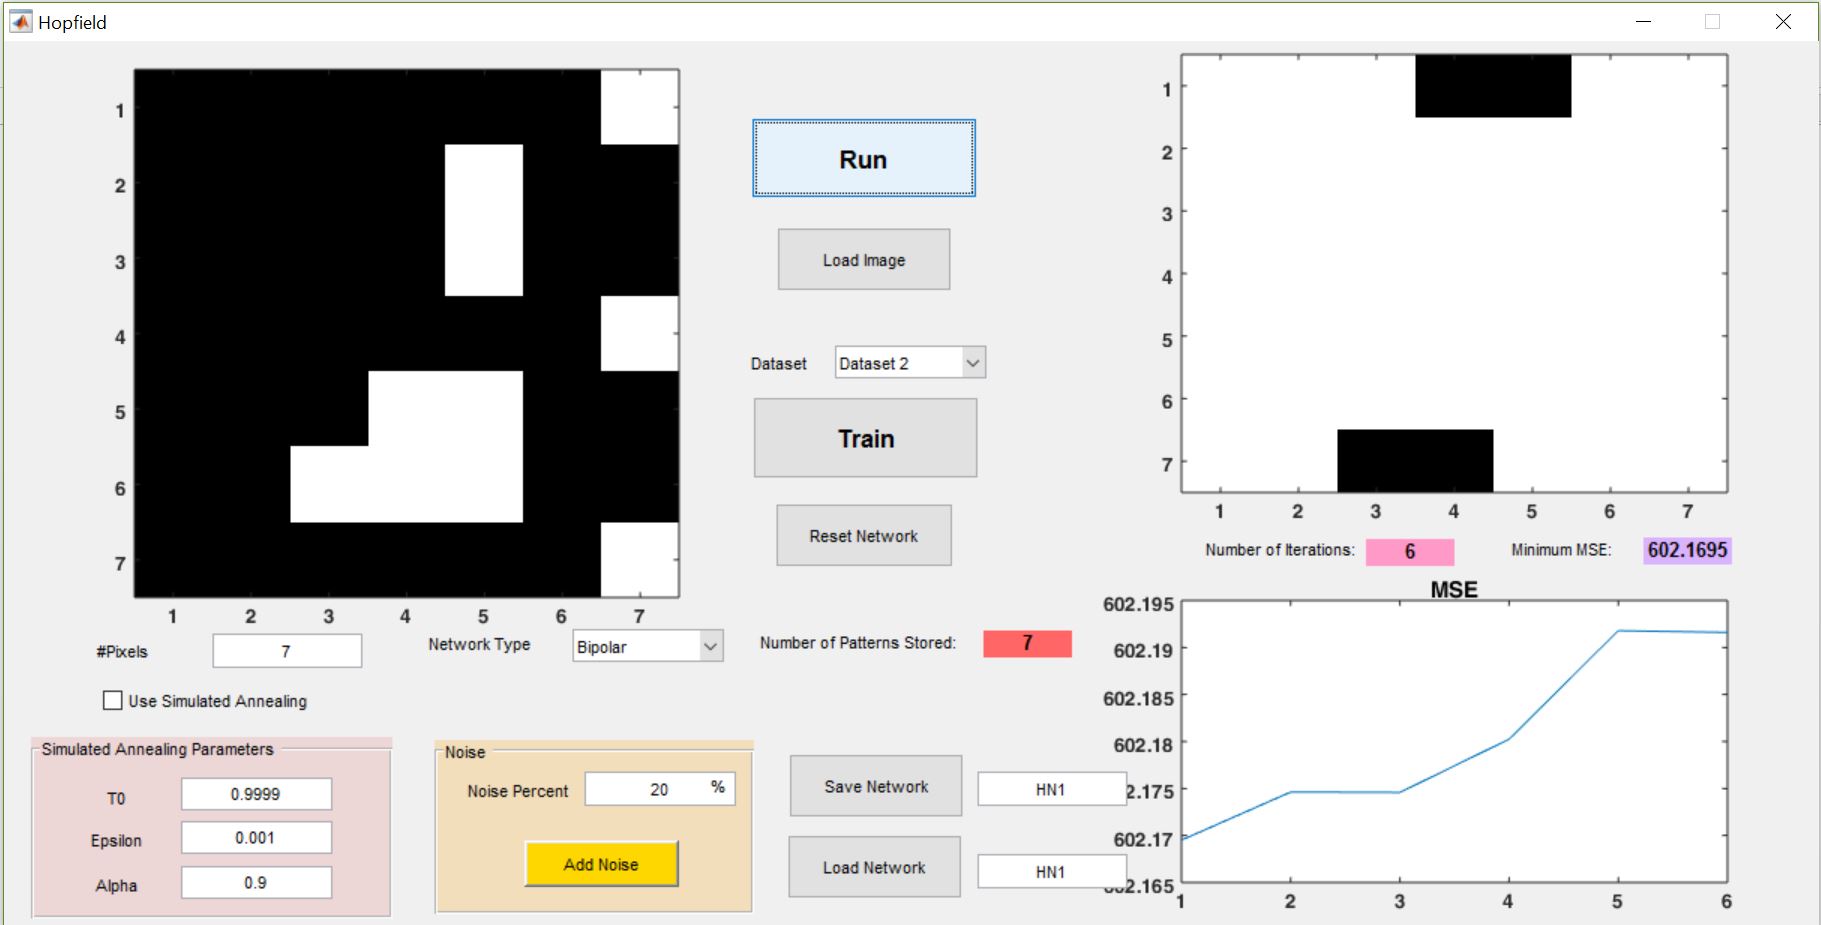 Hopfield
1
2
3
4
5
6
7
1 2 3 4 5 6 7
#Pixels 7
Network Type Bipolar
Use Simulated Annealing
Simulated Annealing Parameters
T0 0.9999
Epsilon 0.001
Alpha 0.9
Noise
Noise Percent 20 %
Add Noise
Run
Load Image
Dataset Dataset 2
Train
Reset Network
Number of Patterns Stored: 7
Save Network HN1
Load Network HN1
1
2
3
4
5
6
7
1 2 3 4 5 6 7
Number of Iterations: 6
Minimum MSE: 602.1695
MSE
602.195
602.19
602.185
602.18
2.175
602.17
602.165
1 2 3 4 5 6